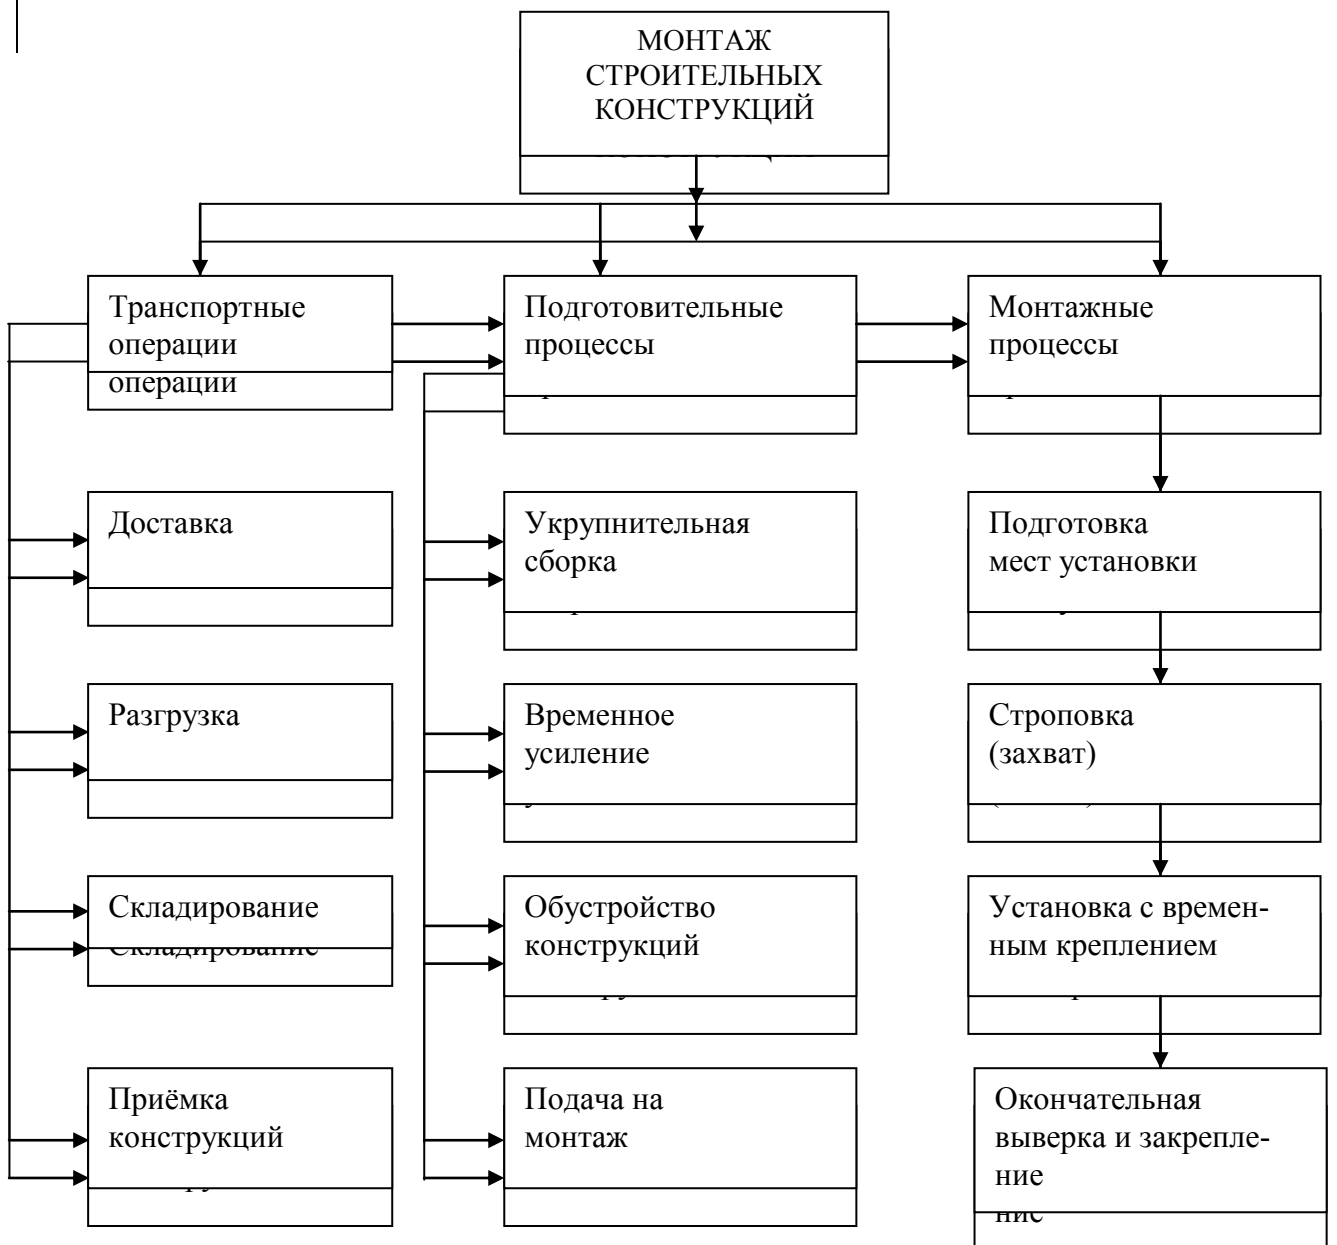 МОНТАЖ
СТРОИТЕЛЬНЫХ
КОНСТРУКЦИЙ
Транспортные
операции
операции
Подготовительные
процессы
Монтажные
процессы
Доставка
Укрупнительная
сборка
Подготовка
мест установки
Разгрузка
Временное
усиление
Строповка
(захват)
Складирование
Складирование
Обустройство
конструкций
Установка с времен-
ным креплением
Приёмка
конструкций
Подача на
монтаж
Окончательная
выверка и закрепле-
ние
ние